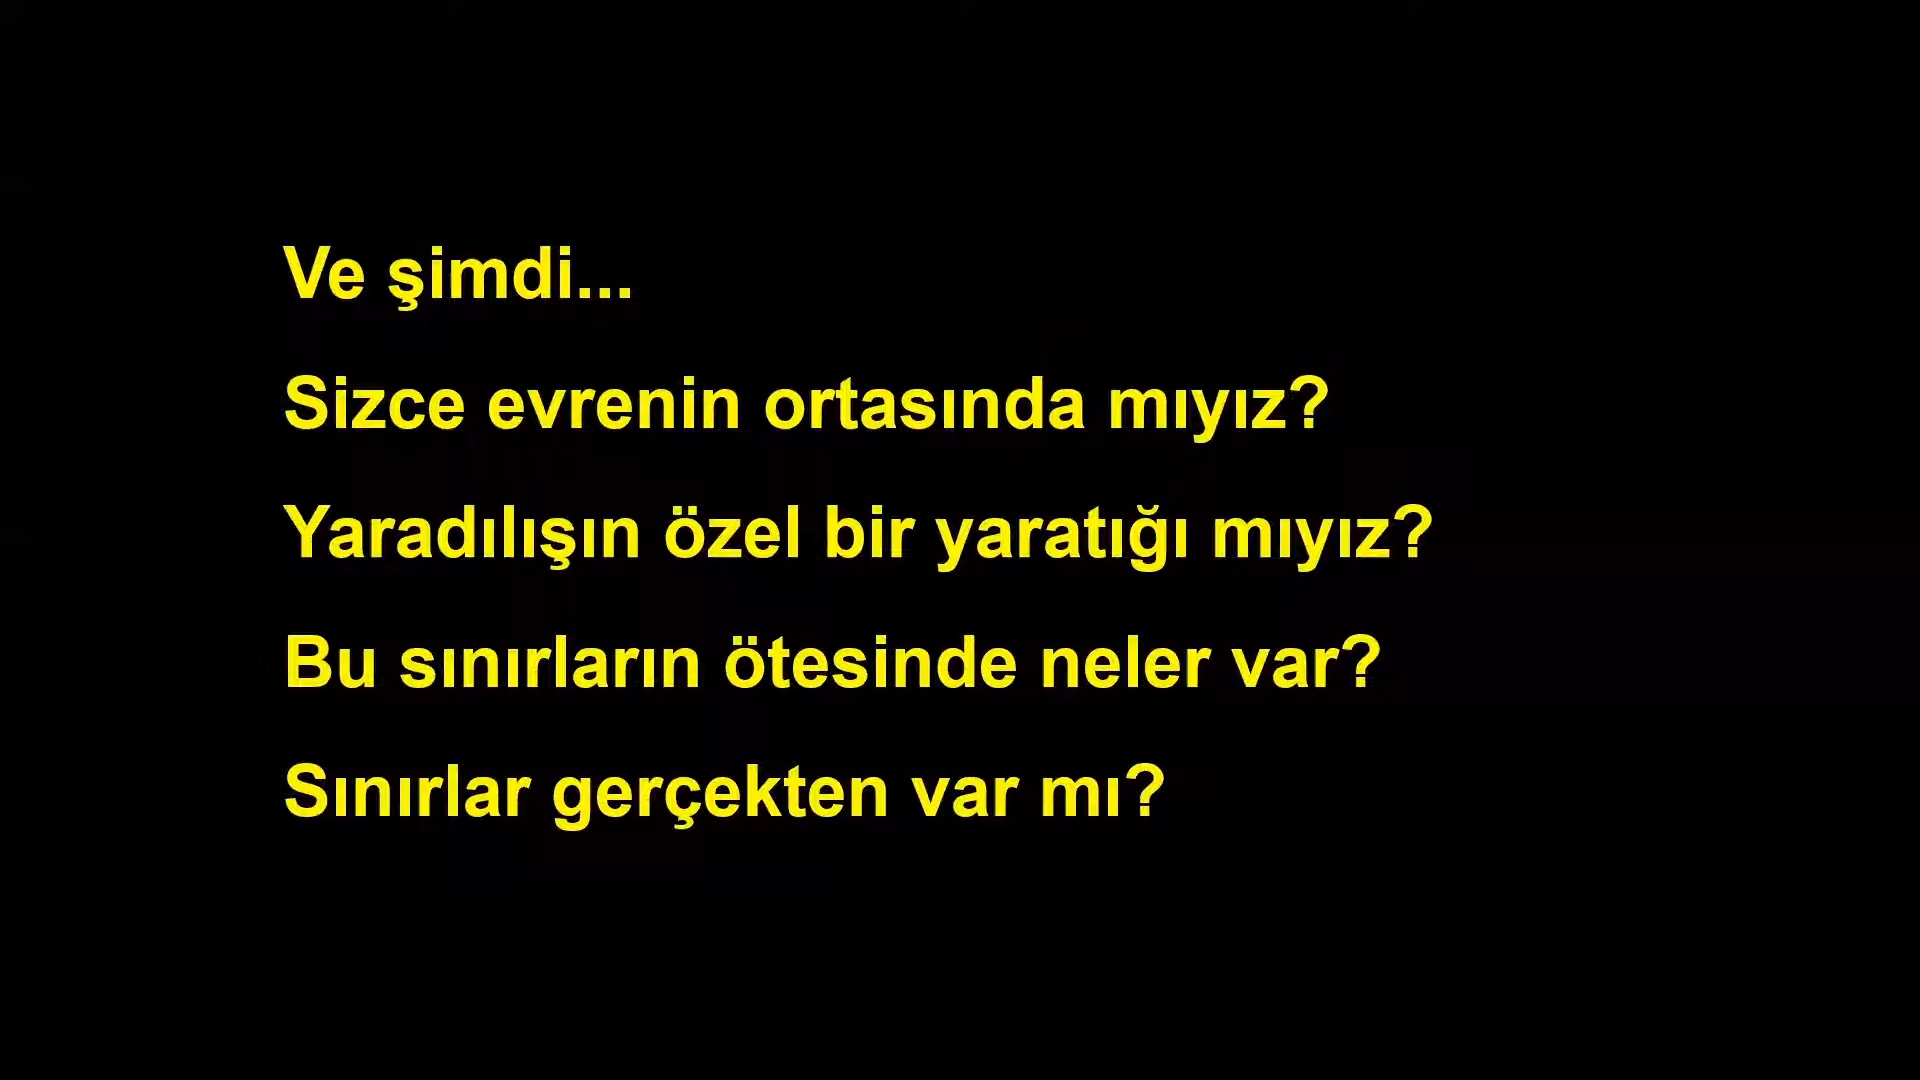 Ve şimdi...
Sizce evrenin ortasında mıyız?
Yaradılışın özel bir yaratığı mıyız?
Bu sınırların ötesinde neler var?
Sınırlar gerçekten var mı?